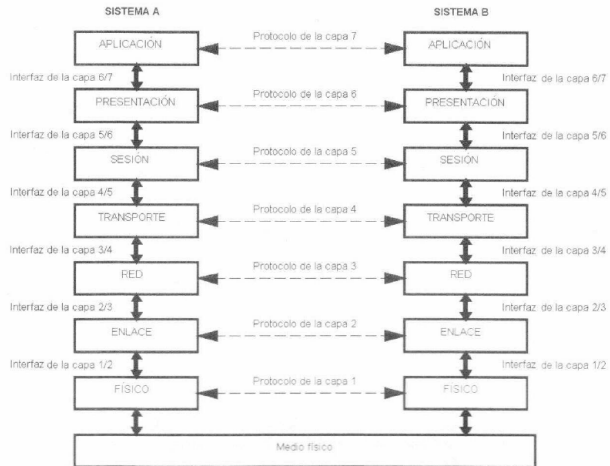 SISTEMA A
SISTEMA B
APLICACIÓN
Protocolo de la capa 7
APLICACIÓN
Interfaz de la capa 6/7
Interfaz de la capa 6/7
PRESENTACIÓN
Protocolo de la capa 6
PRESENTACIÓN
Interfaz de la capa 5/6
Interfaz de la capa 5/6
SESIÓN
Protocolo de la capa 5
SESIÓN
Interfaz de la capa 4/5
Interfaz de la capa 4/5
TRANSPORTE
Protocolo de la capa 4
TRANSPORTE
Interfaz de la capa 3/4
Interfaz de la capa 3/4
RED
Protocolo de la capa 3
RED
Interfaz de la capa 2/3
Interfaz de la capa 2/3
ENLACE
Protocolo de la capa 2
ENLACE
Interfaz de la capa 1/2
Interfaz de la capa 1/2
FÍSICO
Protocolo de la capa 1
FÍSICO
Medio físico